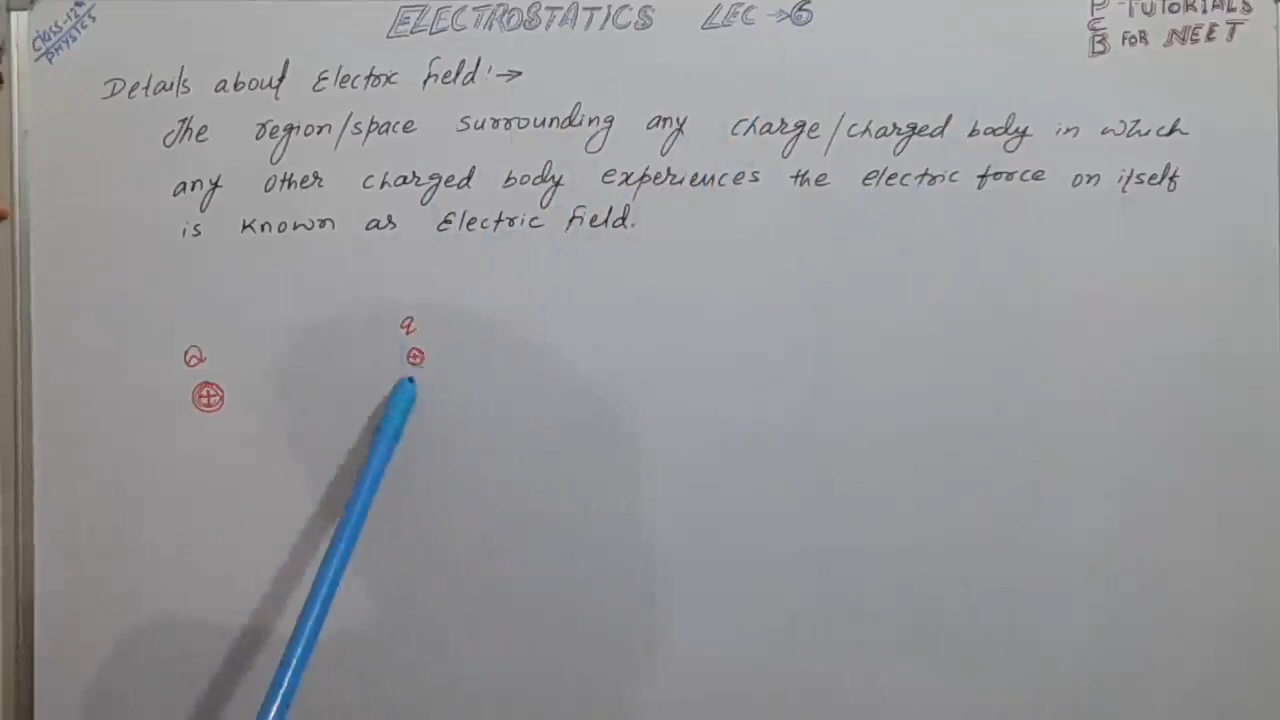 Class-12th
PHYSICS
ELECTROSTATICS LEC → 6
P - TUTORIALS
C
B FOR NEET
Details about Electric field :→
The region/space surrounding any charge/charged body in which
any other charged body experiences the electric force on itself
is known as Electric field.
q
+
Q
+